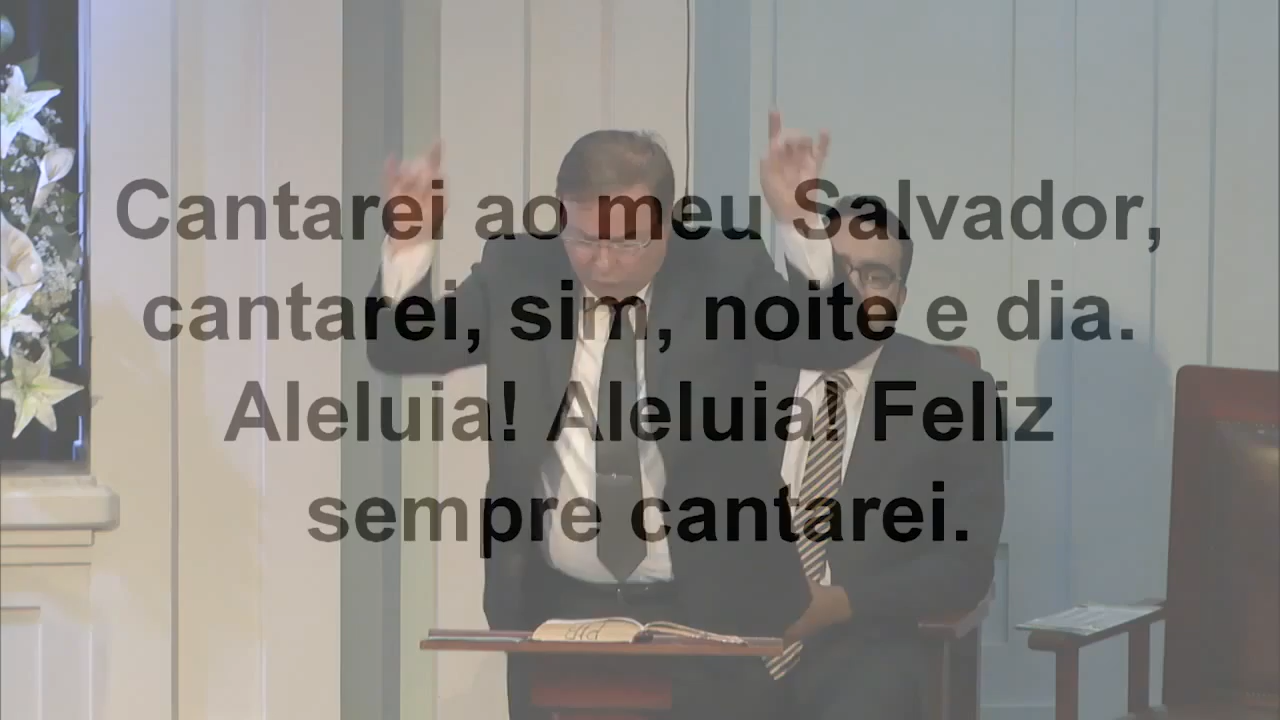 Cantarei ao meu Salvador,
cantarei, sim, noite e dia.
Aleluia! Aleluia! Feliz
sempre cantarei.